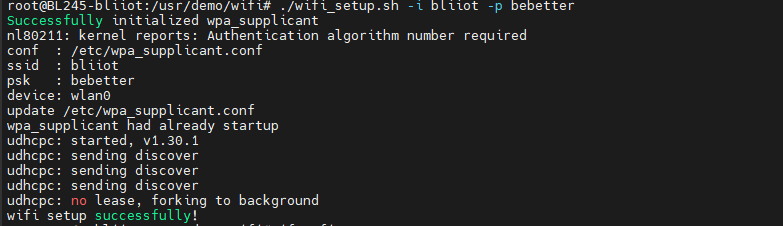 root@BL245-bliiot:/usr/demo/wifi# ./wifi_setup.sh -i bliiot -p bebetter
Successfully initialized wpa_supplicant
nl80211: kernel reports: Authentication algorithm number required
conf  : /etc/wpa_supplicant.conf
ssid  : bliiot
psk   : bebetter
device: wlan0
update /etc/wpa_supplicant.conf
wpa_supplicant had already startup
udhcpc: started, v1.30.1
udhcpc: sending discover
udhcpc: sending discover
udhcpc: sending discover
udhcpc: no lease, forking to background
wifi setup successfully!